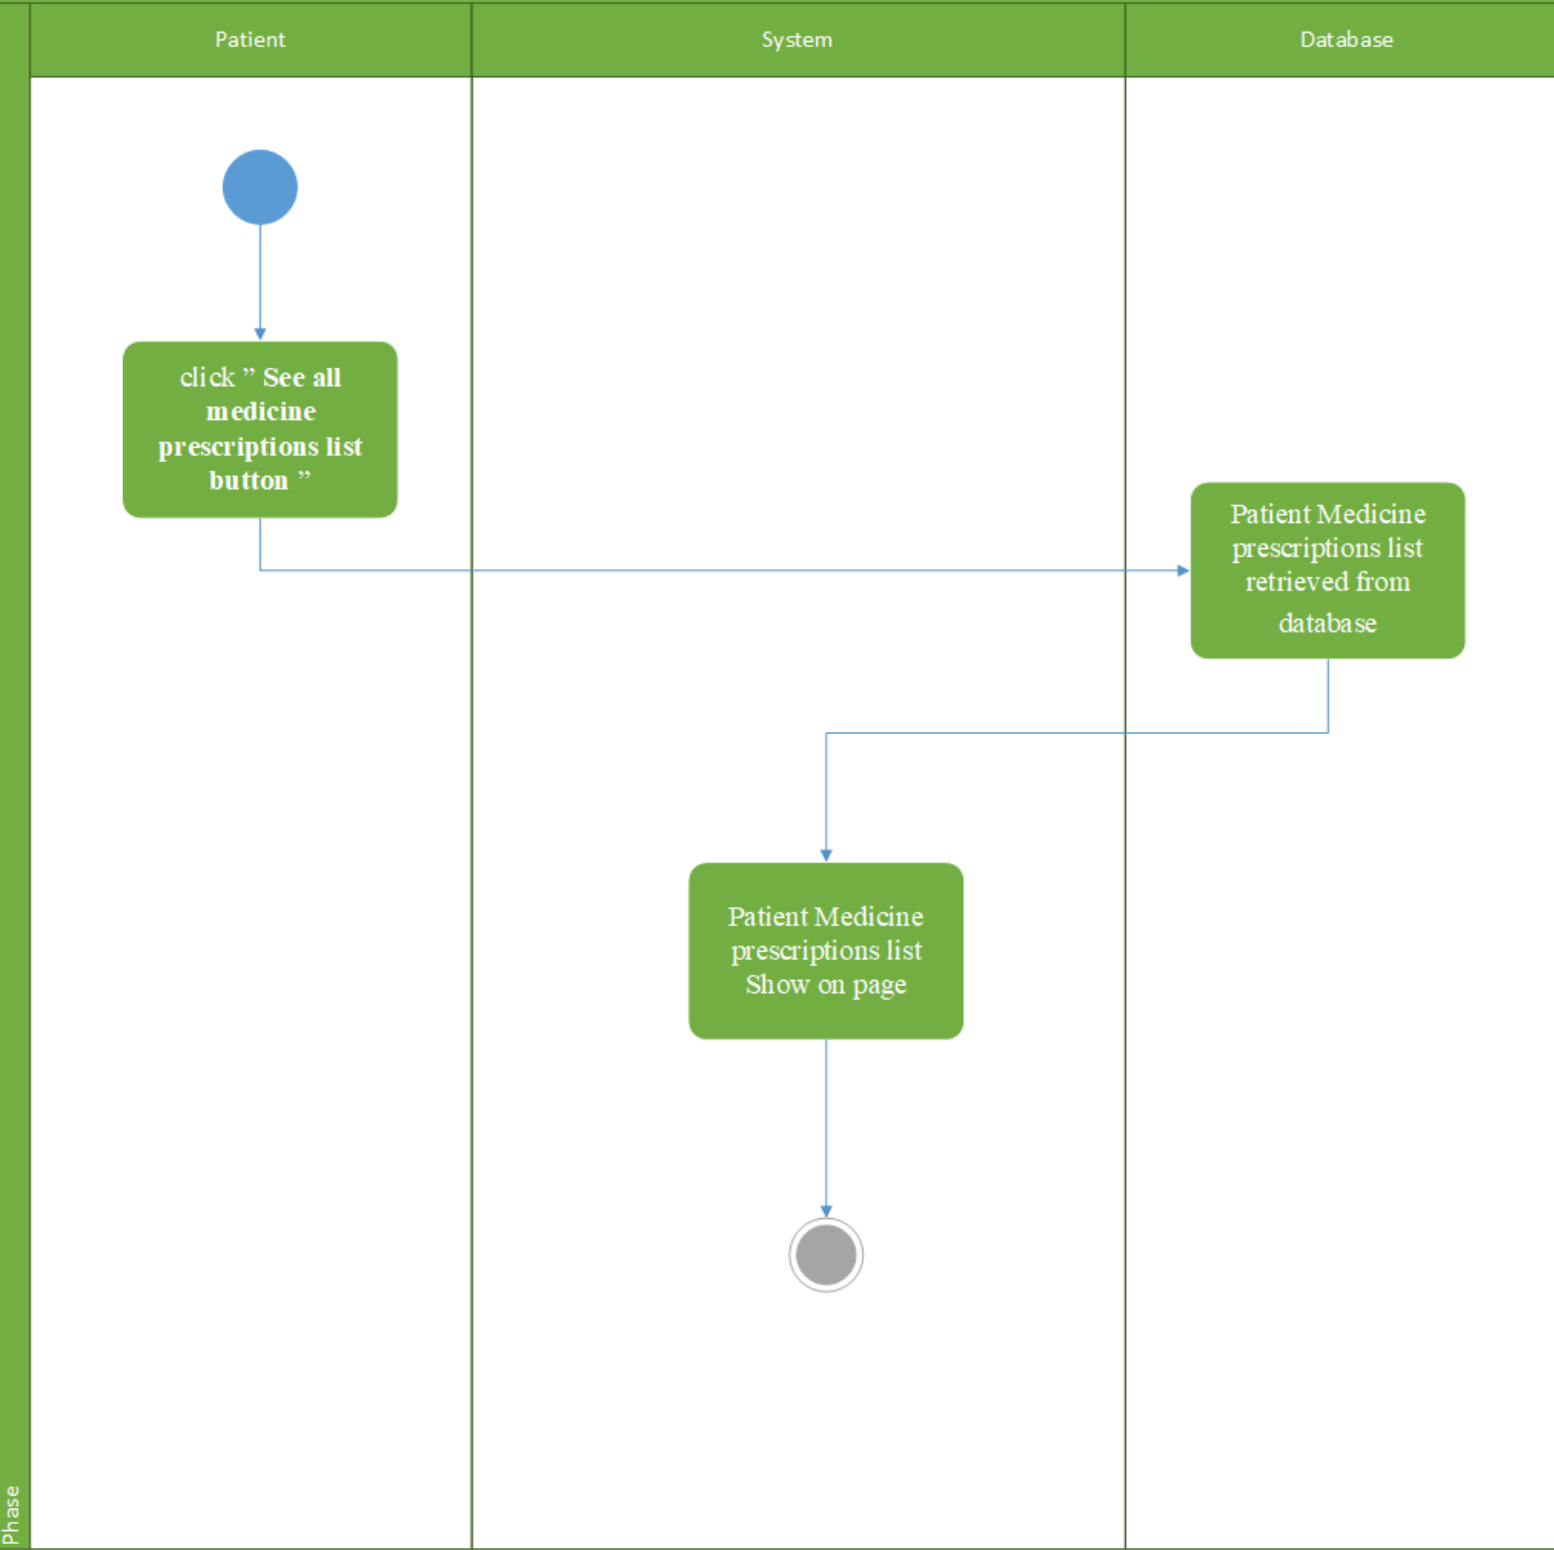 Patient
System
Database
click ” See all
medicine
prescriptions list
button ”
Patient Medicine
prescriptions list
retrieved from
database
Patient Medicine
prescriptions list
Show on page
Phase